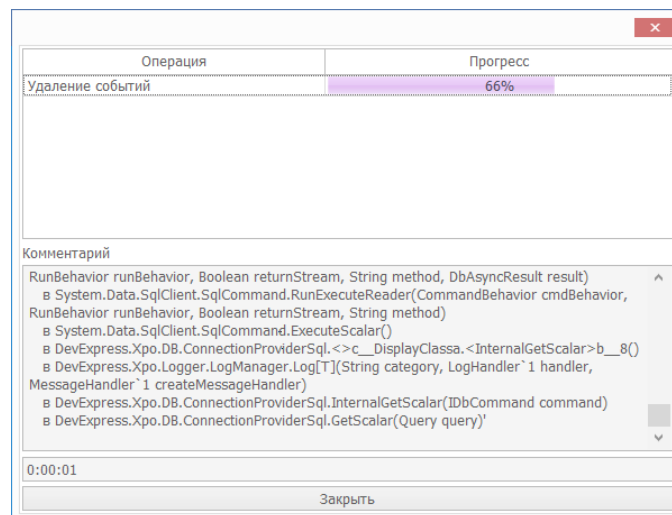 Операция Прогресс
Удаление событий 66%
Комментарий
RunBehavior runBehavior, Boolean returnStream, String method, DbAsyncResult result)
в System.Data.SqlClient.SqlCommand.RunExecuteReader(CommandBehavior cmdBehavior,
RunBehavior runBehavior, Boolean returnStream, String method)
в System.Data.SqlClient.SqlCommand.ExecuteScalar()
в DevExpress.Xpo.DB.ConnectionProviderSql.<>c__DisplayClassa.<InternalGetScalar>b__8()
в DevExpress.Xpo.Logger.LogManager.Log[T](String category, LogHandler`1 handler,
MessageHandler`1 createMessageHandler)
в DevExpress.Xpo.DB.ConnectionProviderSql.InternalGetScalar(IDbCommand command)
в DevExpress.Xpo.DB.ConnectionProviderSql.GetScalar(Query query)'
0:00:01
Закрыть